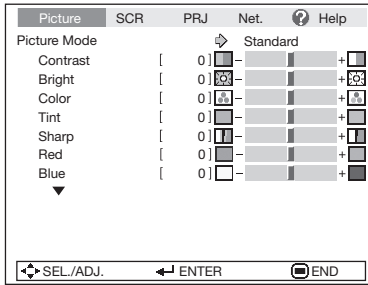 Picture SCR PRJ Net. ? Help
Picture Mode Standard
Contrast [ 0 ] - +
Bright [ 0 ] - +
Color [ 0 ] - +
Tint [ 0 ] - +
Sharp [ 0 ] - +
Red [ 0 ] - +
Blue [ 0 ] - +
SEL./ADJ. ENTER END